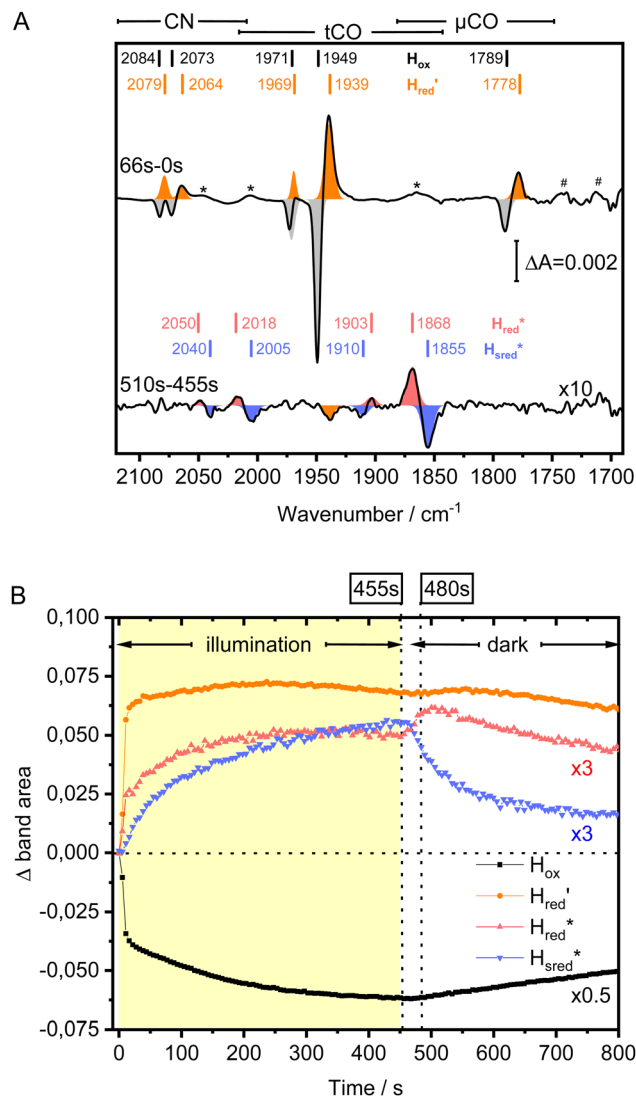 A
CN
tCO
µCO
2084 2073 1971 1949 Hox 1789
2079 2064 1969 1939 Hred' 1778
66s-0s
* * * # #
ΔA=0.002
2050 2018 1903 1868 Hred*
2040 2005 1910 1855 Hsred*
510s-455s
x10
2100 2050 2000 1950 1900 1850 1800 1750 1700
Wavenumber / cm-1
B
455s 480s
illumination dark
0,100
0,075
0,050
0,025
0,000
-0,025
-0,050
-0,075
Δ band area
x3
x3
Hox
Hred'
Hred*
Hsred*
x0.5
0 100 200 300 400 500 600 700 800
Time / s